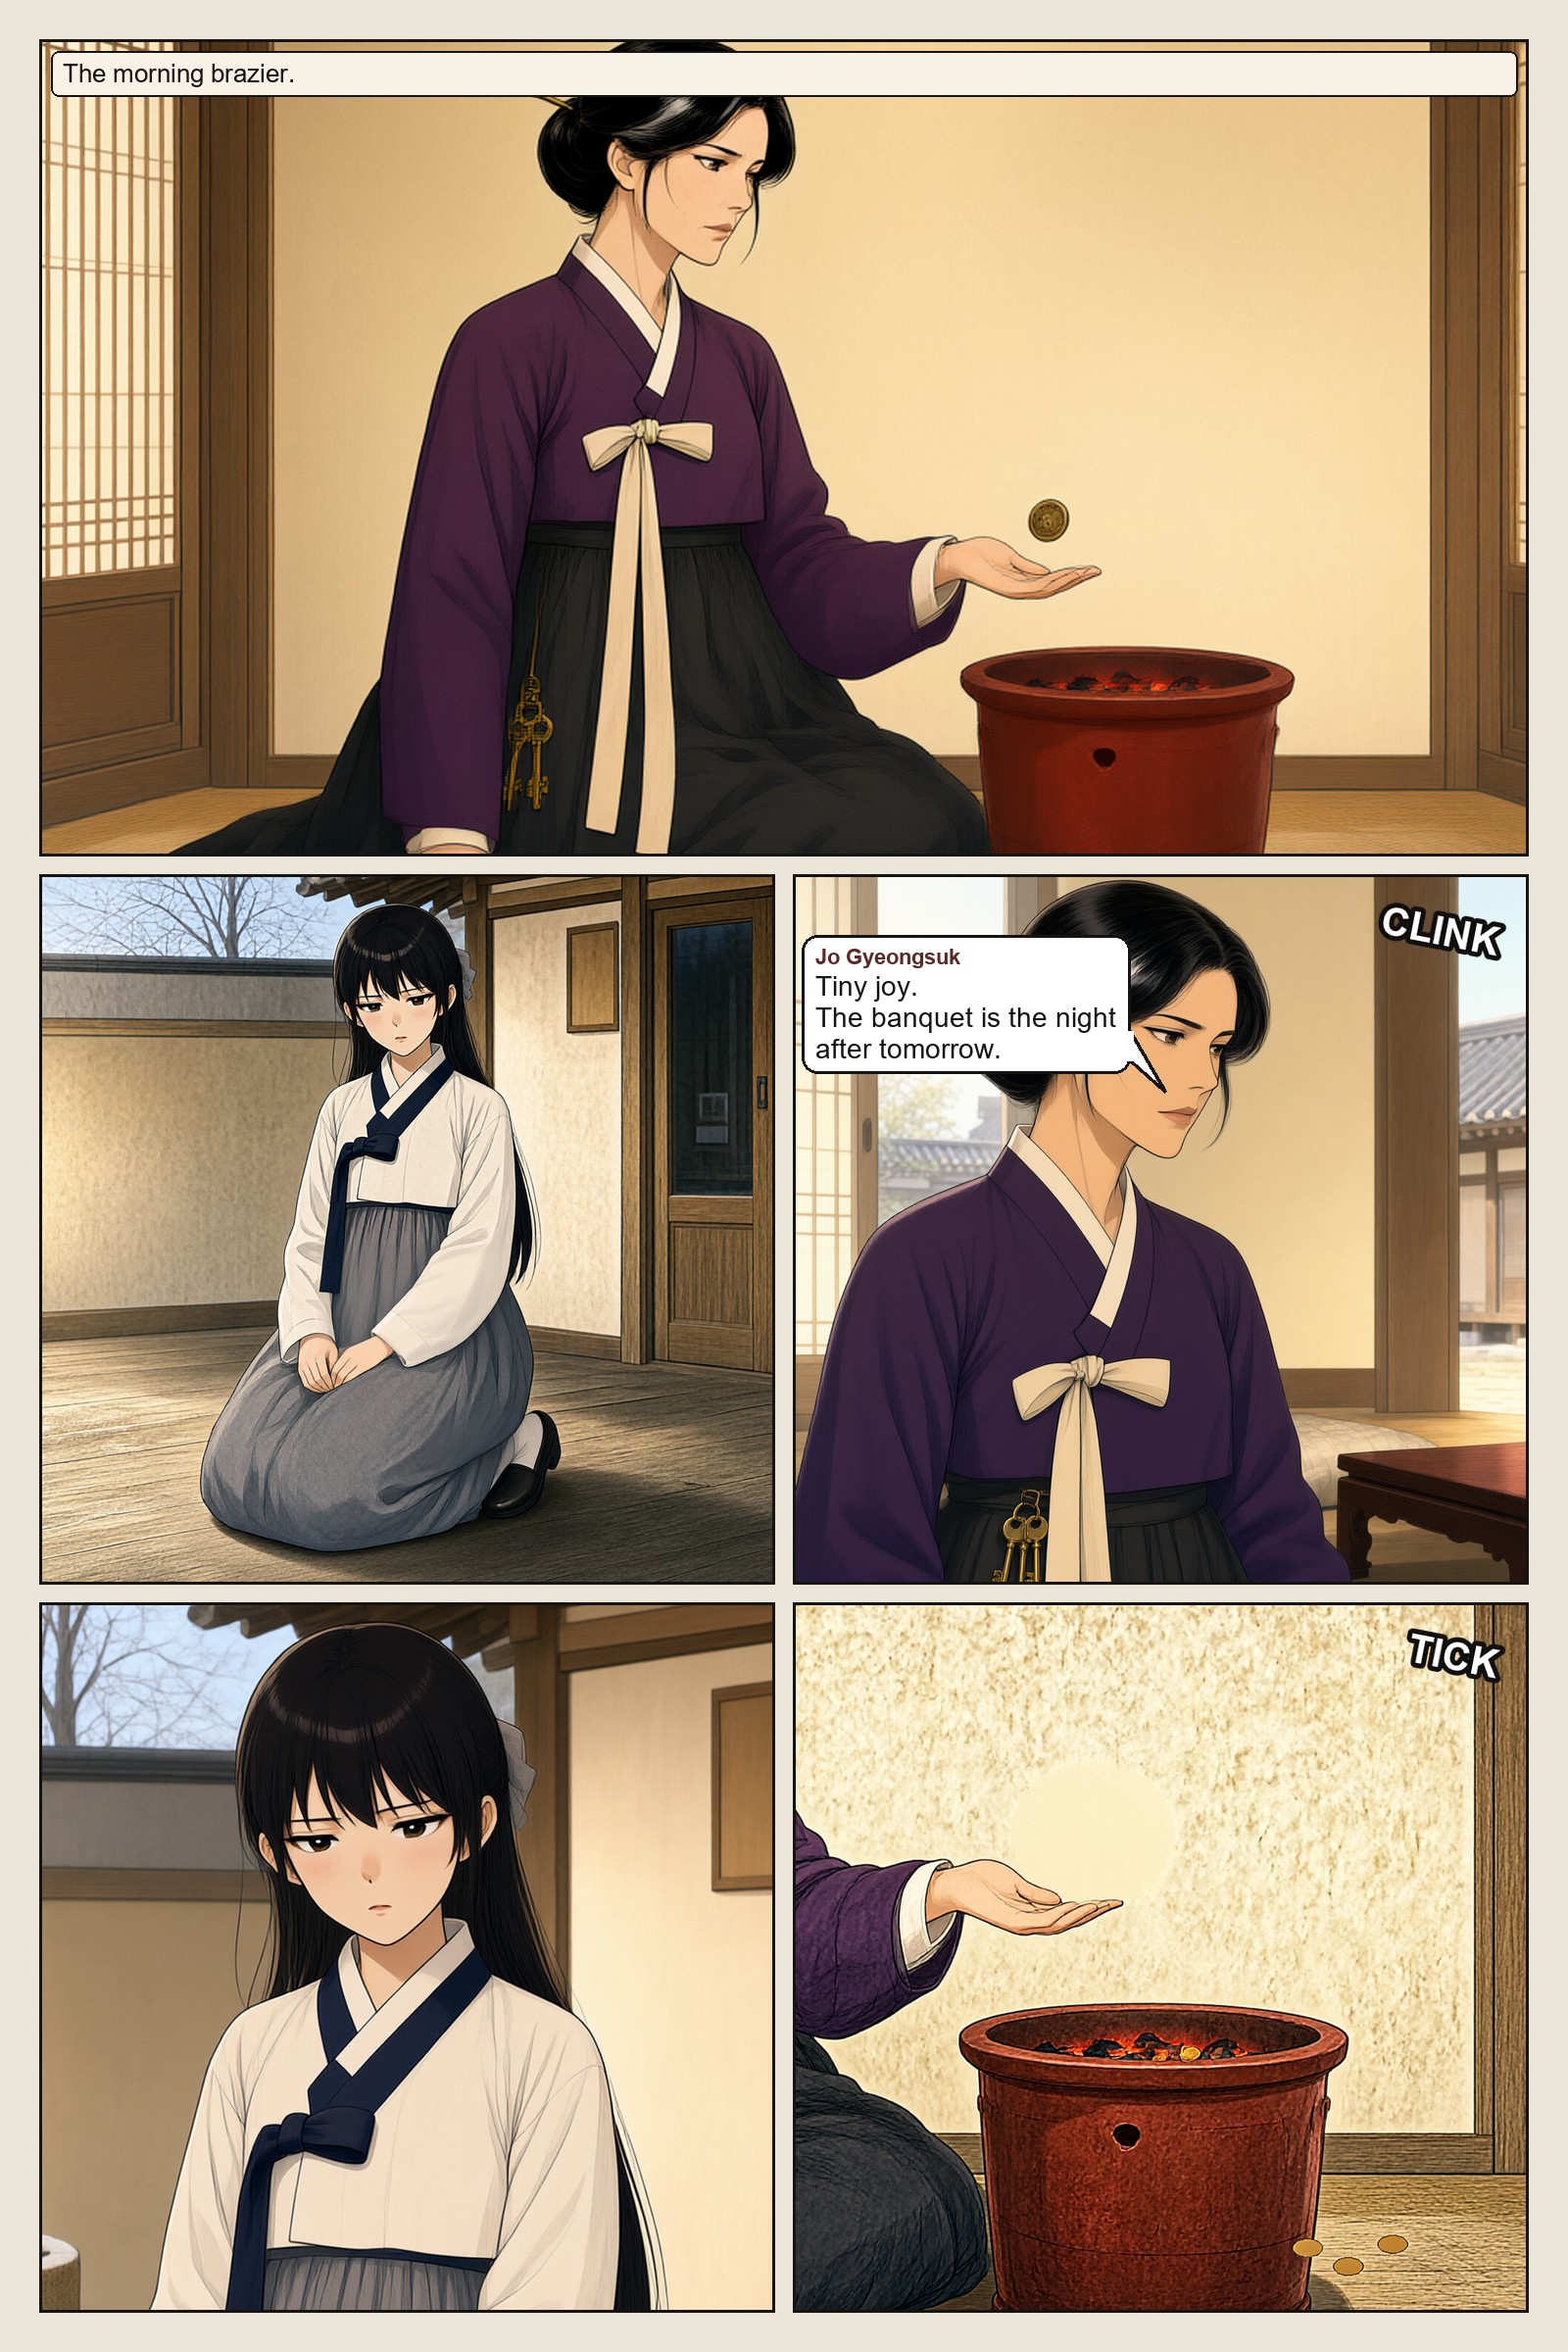 The morning brazier.
CLINK
Jo Gyeongsuk
Tiny joy.
The banquet is the night
after tomorrow.
TICK